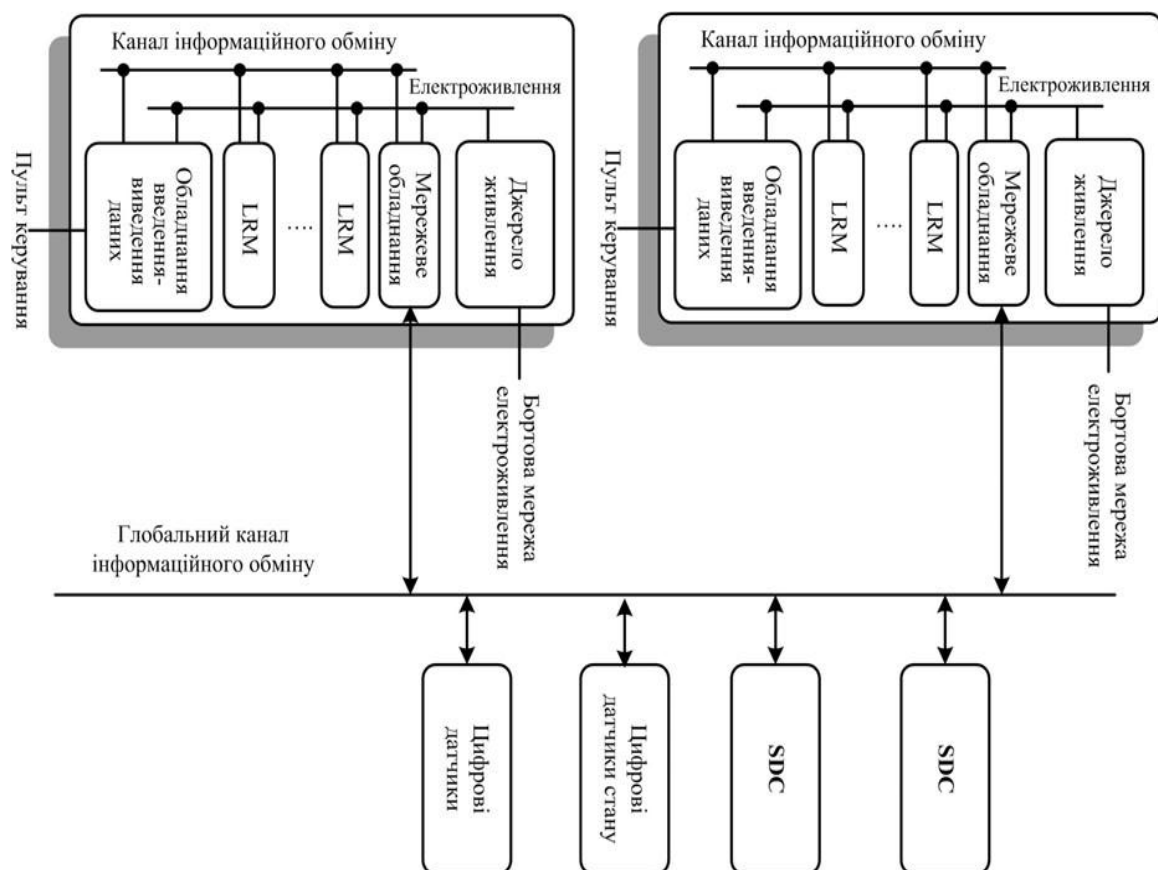 Канал інформаційного обміну
Електроживлення
Пульт керування
Обладнання
введення-
виведення
даних
LRM
....
LRM
Мережеве
обладнання
Джерело
живлення
Бортова мережа
електроживлення
Канал інформаційного обміну
Електроживлення
Пульт керування
Обладнання
введення-
виведення
даних
LRM
....
LRM
Мережеве
обладнання
Джерело
живлення
Бортова мережа
електроживлення
Глобальний канал
інформаційного обміну
Цифрові
датчики
Цифрові
датчики стану
SDC
SDC